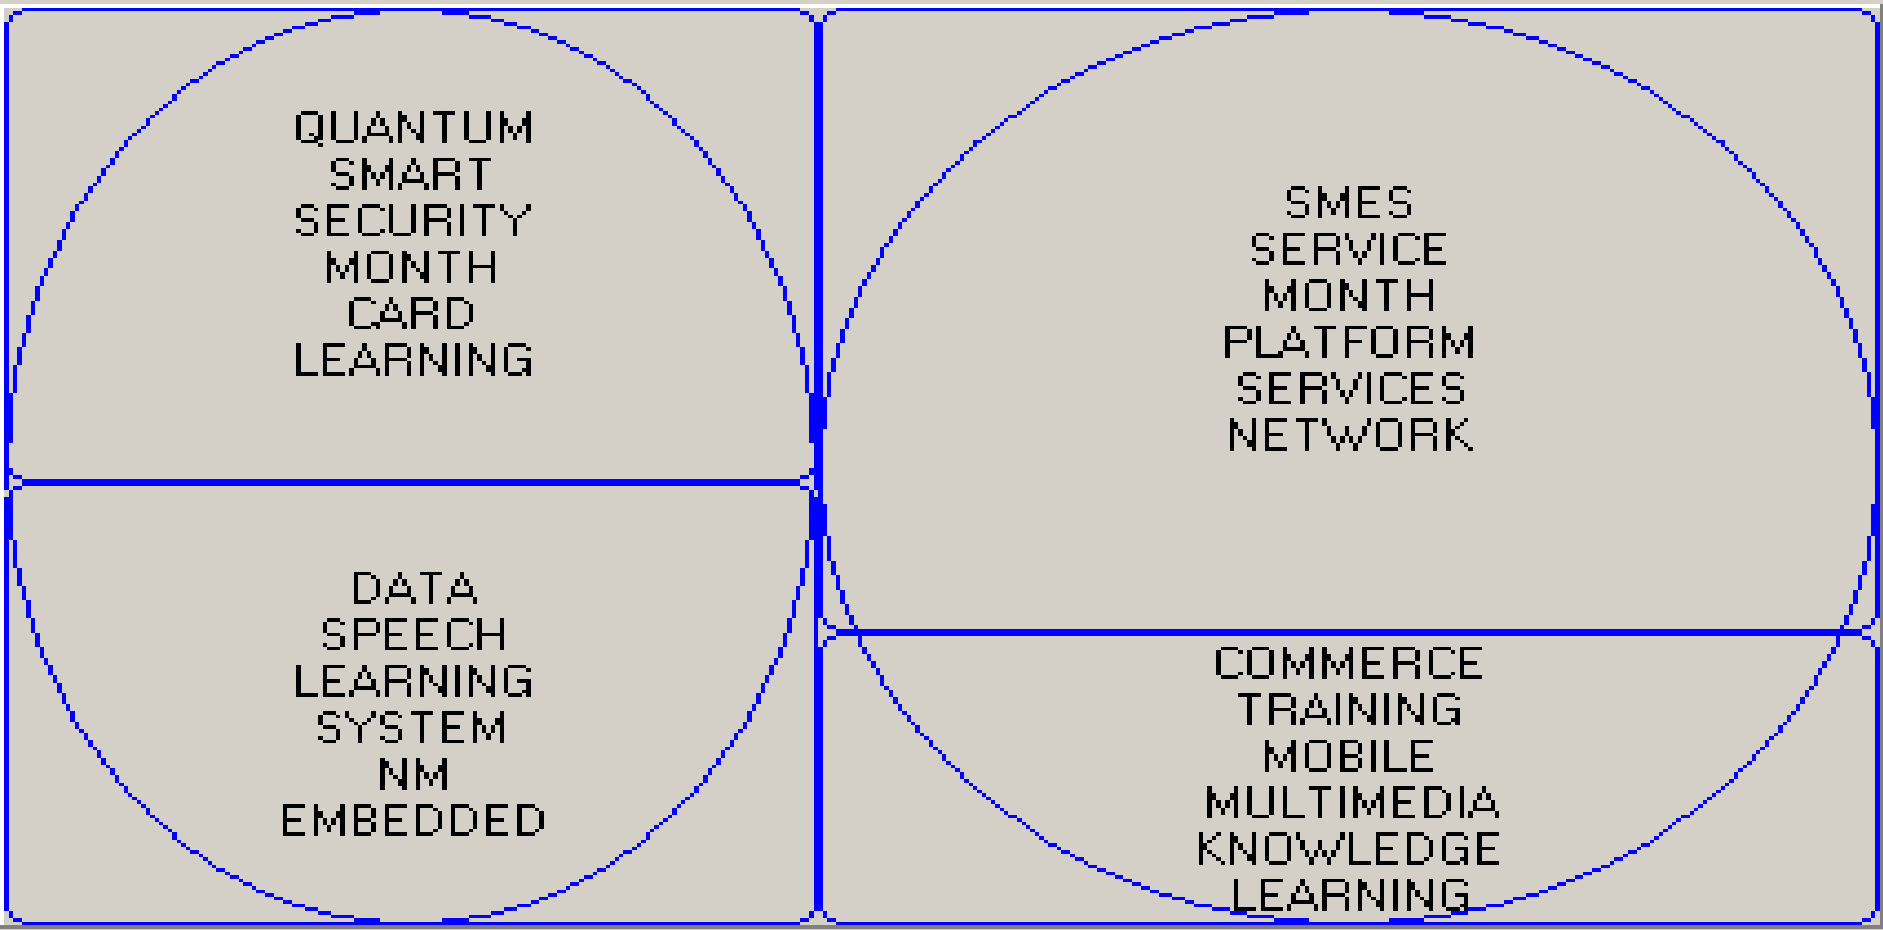 QUANTUM
SMART
SECURITY
MONTH
CARD
LEARNING
DATA
SPEECH
LEARNING
SYSTEM
NM
EMBEDDED
SMES
SERVICE
MONTH
PLATFORM
SERVICES
NETWORK
COMMERCE
TRAINING
MOBILE
MULTIMEDIA
KNOWLEDGE
LEARNING